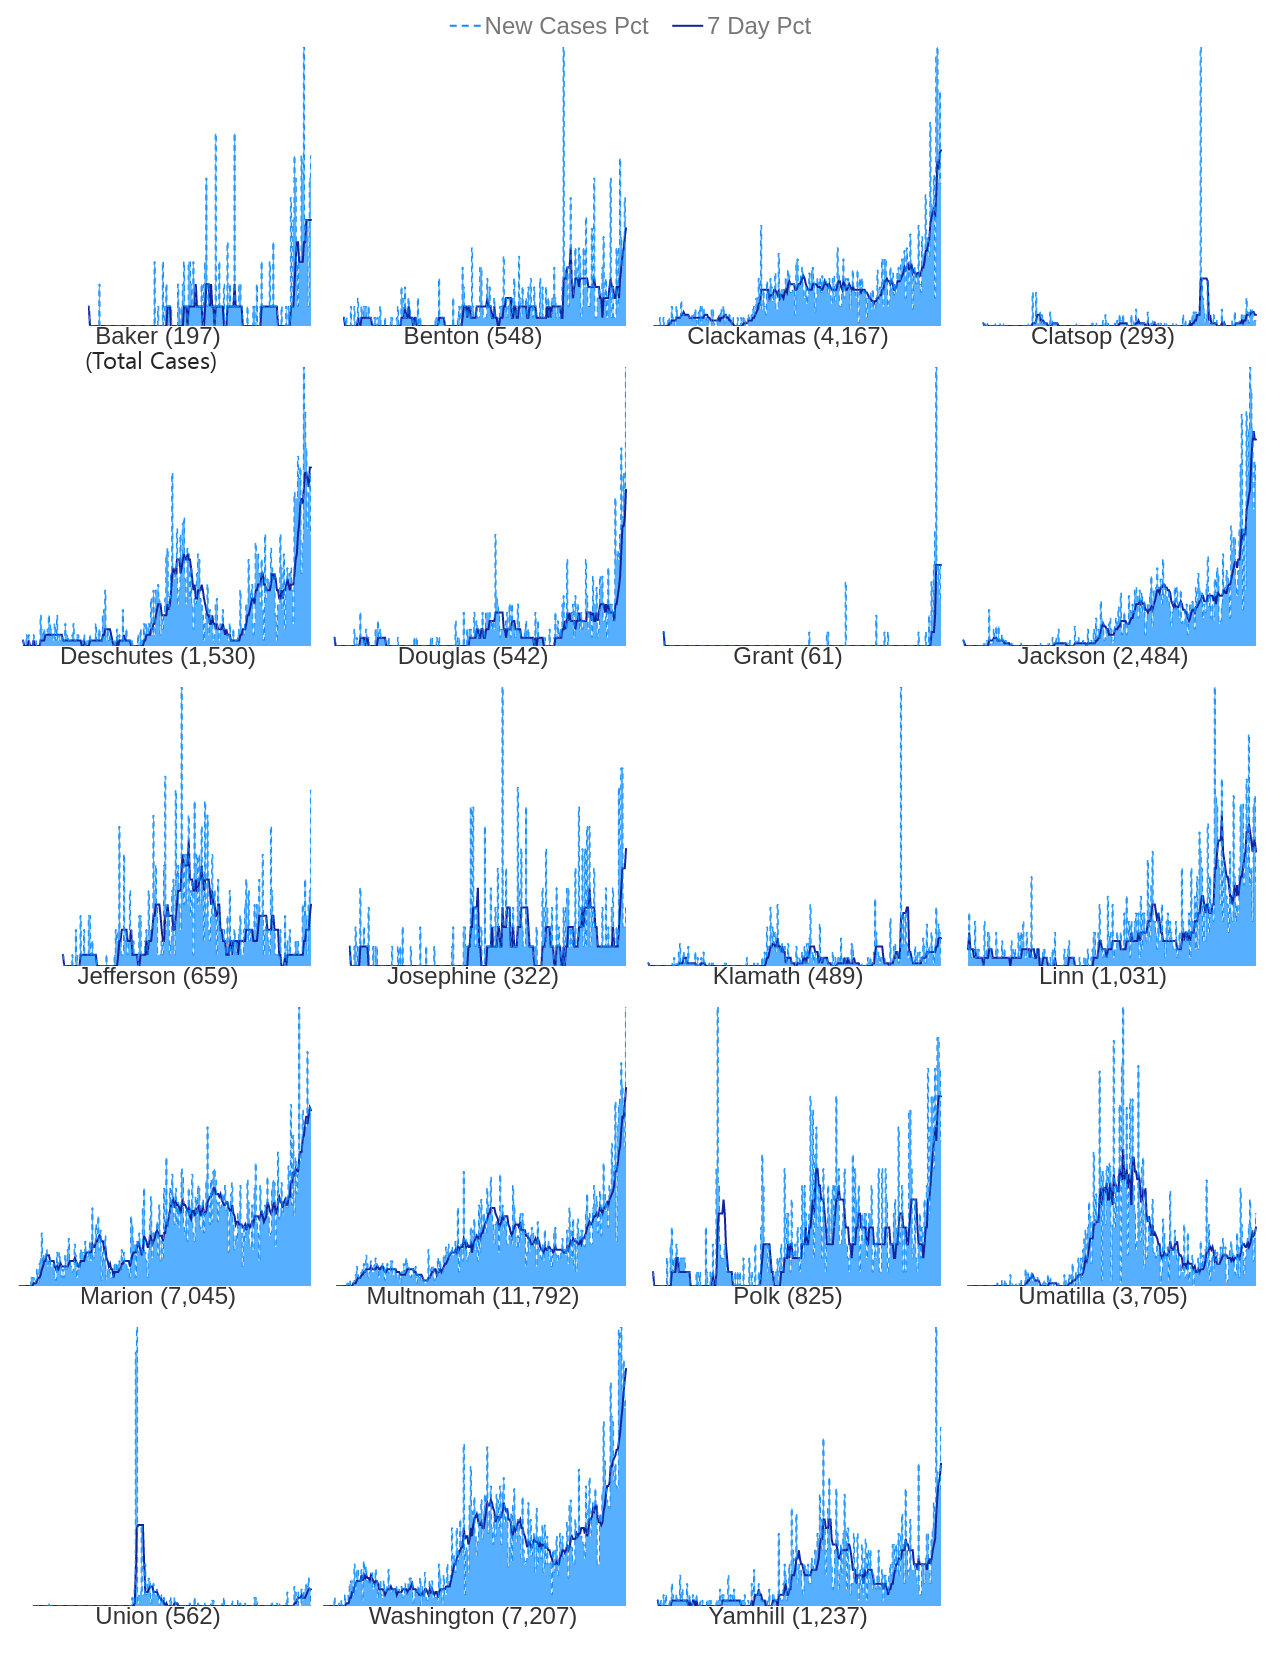 New Cases Pct 7 Day Pct
Baker (197) Benton (548) Clackamas (4,167) Clatsop (293)
(Total Cases)
Deschutes (1,530) Douglas (542) Grant (61) Jackson (2,484)
Jefferson (659) Josephine (322) Klamath (489) Linn (1,031)
Marion (7,045) Multnomah (11,792) Polk (825) Umatilla (3,705)
Union (562) Washington (7,207) Yamhill (1,237)